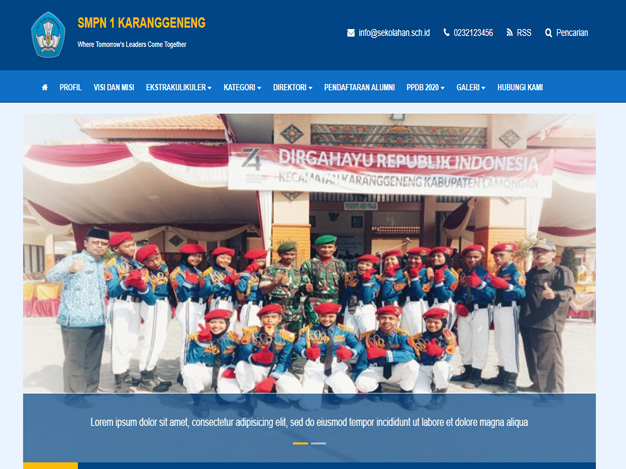 SMPN 1 KARANGGENENG
Where Tomorrow's Leaders Come Together
info@sekolahan.sch.id 0232123456 RSS Pencarian
PROFIL VISI DAN MISI EKSTRAKULIKULER KATEGORI DIREKTORI PENDAFTARAN ALUMNI PPDB 2020 GALERI HUBUNGI KAMI
74 DIRGAHAYU REPUBLIK INDONESIA
KECAMATAN KARANGGENENG KABUPATEN LAMONGAN
Lorem ipsum dolor sit amet, consectetur adipisicing elit, sed do eiusmod tempor incididunt ut labore et dolore magna aliqua